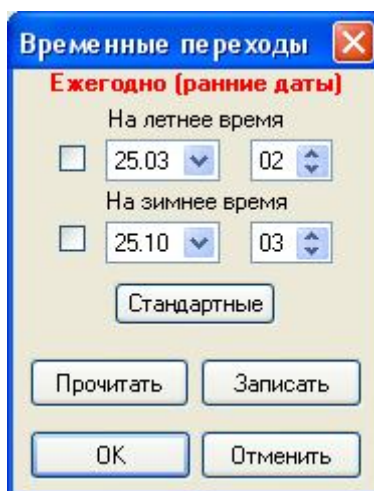 Временные переходы
Ежегодно (ранние даты)
На летнее время
25.03 02
На зимнее время
25.10 03
Стандартные
Прочитать Записать
OK Отменить